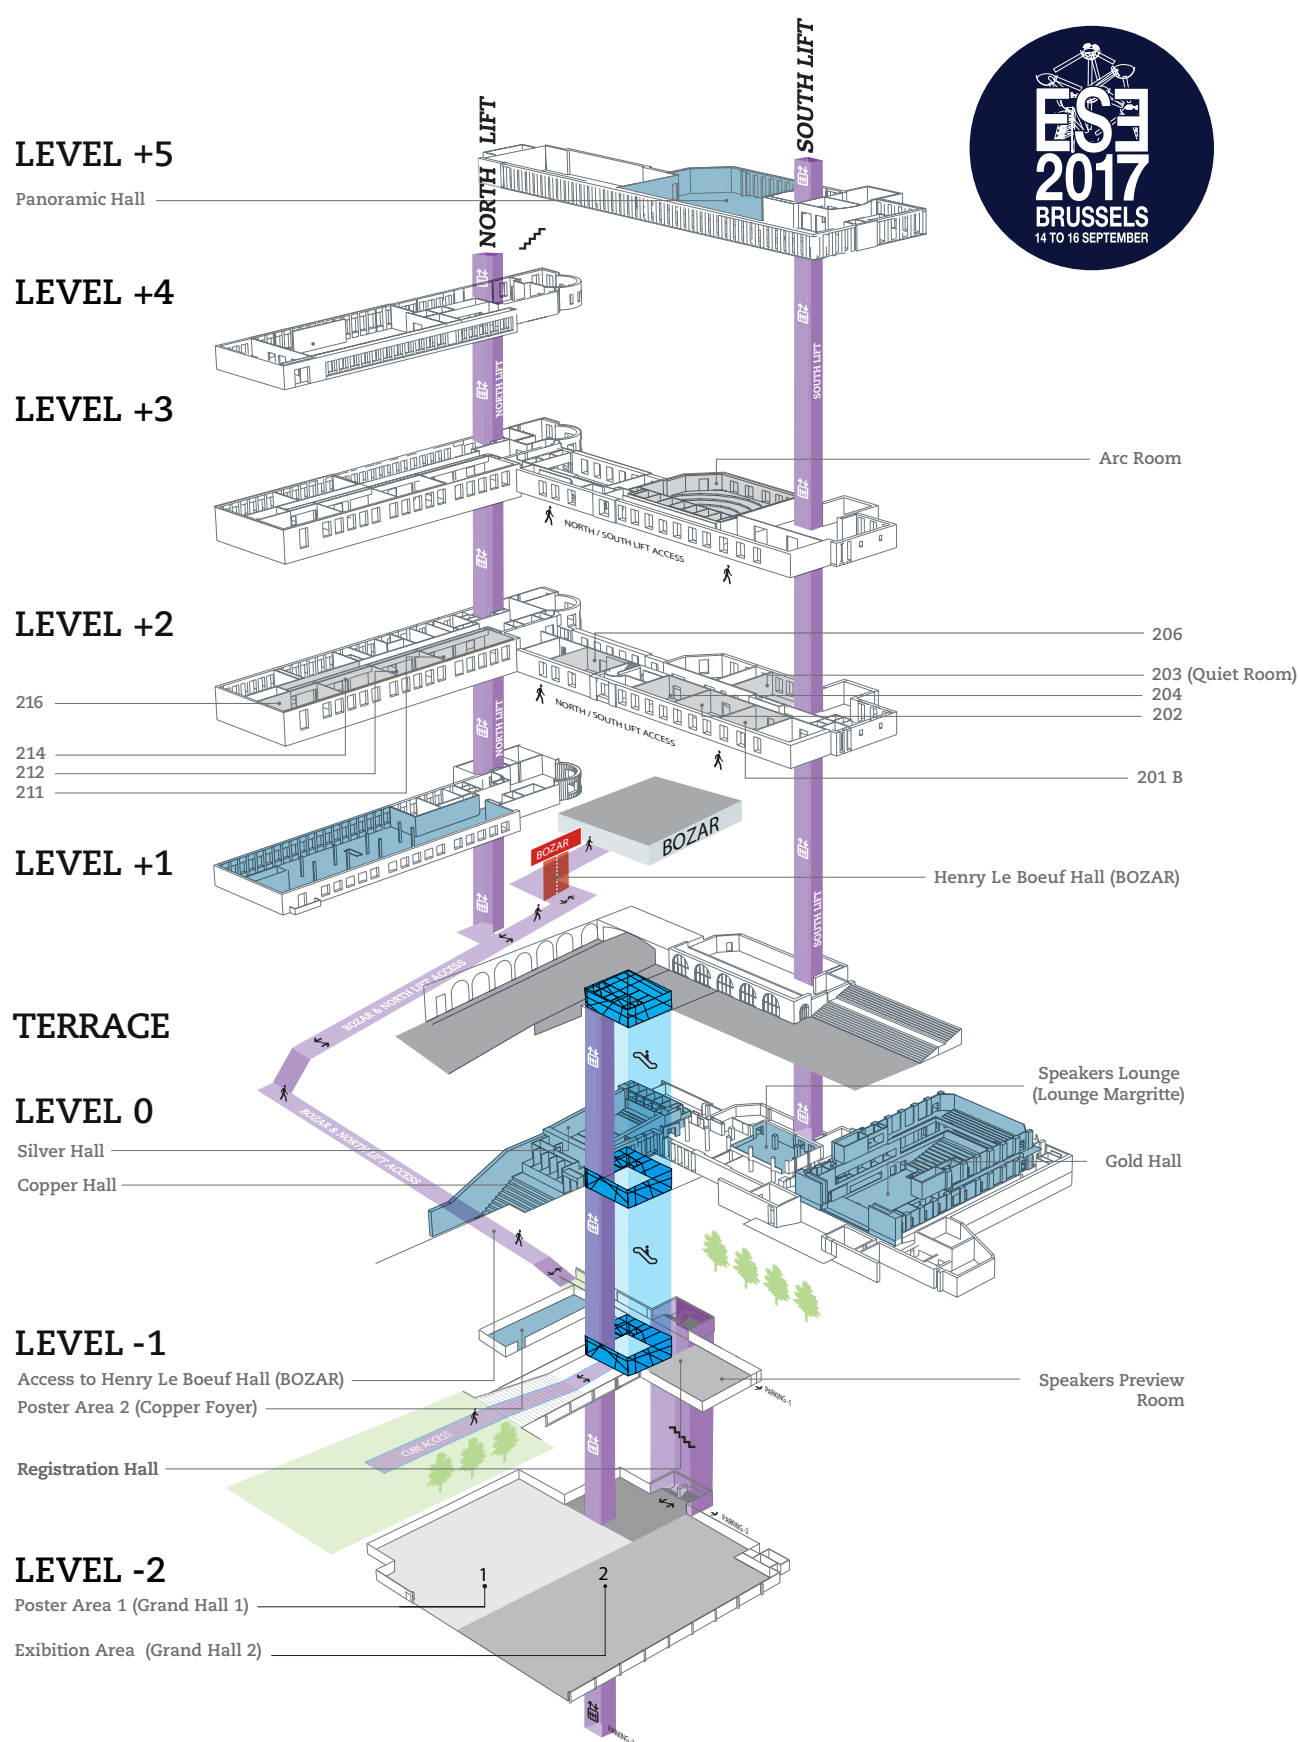 SOUTH LIFT
NORTH LIFT
ESE
2017
BRUSSELS
14 TO 16 SEPTEMBER
LEVEL +5
Panoramic Hall
LEVEL +4
NORTH LIFT
SOUTH LIFT
LEVEL +3
Arc Room
NORTH / SOUTH LIFT ACCESS
LEVEL +2
206
203 (Quiet Room)
204
202
201 B
216
214
212
211
NORTH LIFT
NORTH / SOUTH LIFT ACCESS
LEVEL +1
BOZAR
BOZAR
Henry Le Boeuf Hall (BOZAR)
SOUTH LIFT
BOZAR & NORTH LIFT ACCESS
TERRACE
Speakers Lounge
(Lounge Margritte)
LEVEL 0
Silver Hall
Copper Hall
Gold Hall
BOZAR & NORTH LIFT ACCESS
LEVEL -1
Access to Henry Le Boeuf Hall (BOZAR)
Poster Area 2 (Copper Foyer)
Speakers Preview
Room
PARKING -1
CUBE ACCESS
Registration Hall
PARKING -2
LEVEL -2
1
2
Poster Area 1 (Grand Hall 1)
Exibition Area (Grand Hall 2)